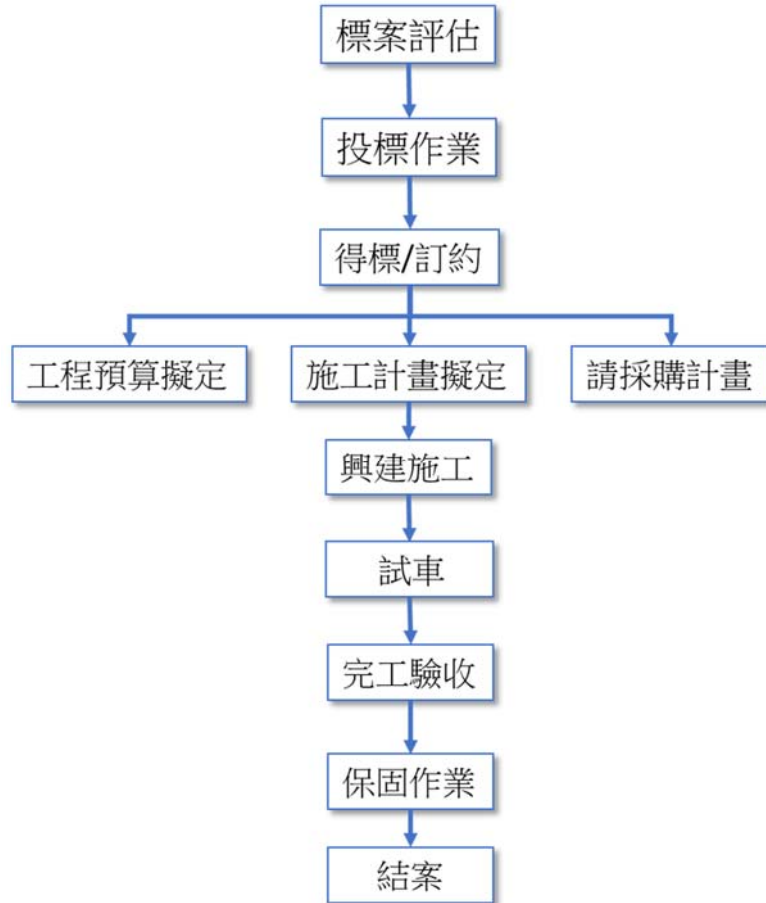 標案評估
投標作業
得標/訂約
工程預算擬定
施工計畫擬定
請採購計畫
興建施工
試車
完工驗收
保固作業
結案